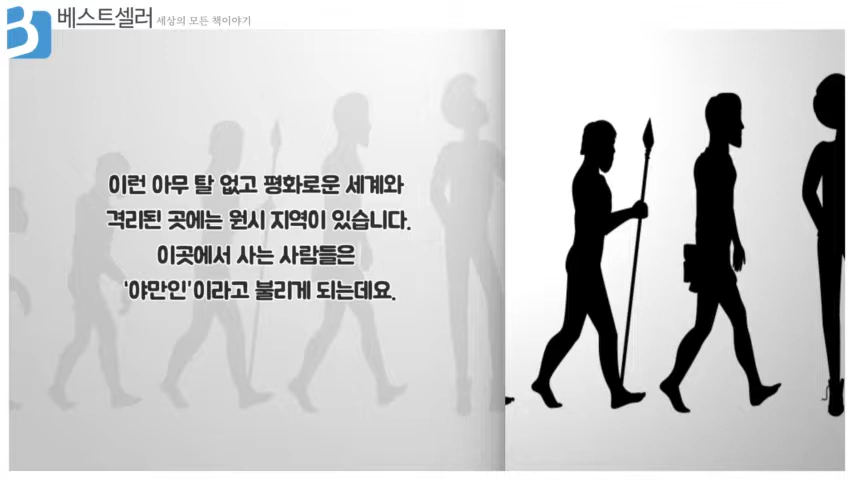 베스트셀러 세상의 모든 책이야기
이런 아무 탈 없고 평화로운 세계와
격리된 곳에는 원시 지역이 있습니다.
이곳에서 사는 사람들은
'야만인'이라고 불리게 되는데요.